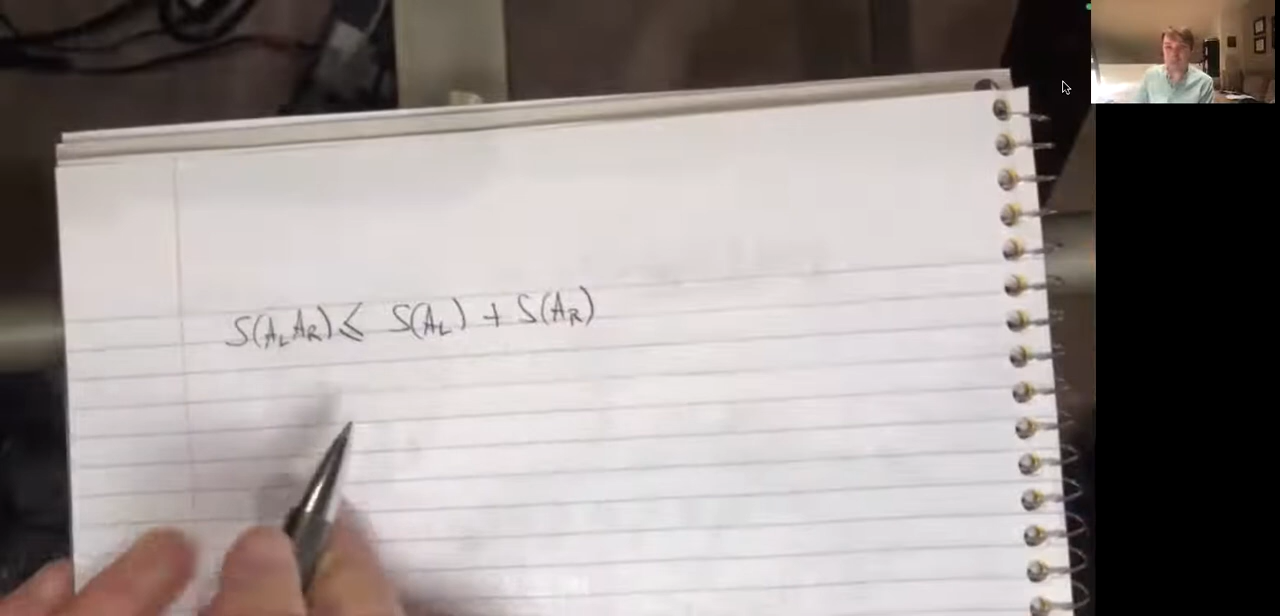 S(A_L A_R) ≤ S(A_L) + S(A_R)